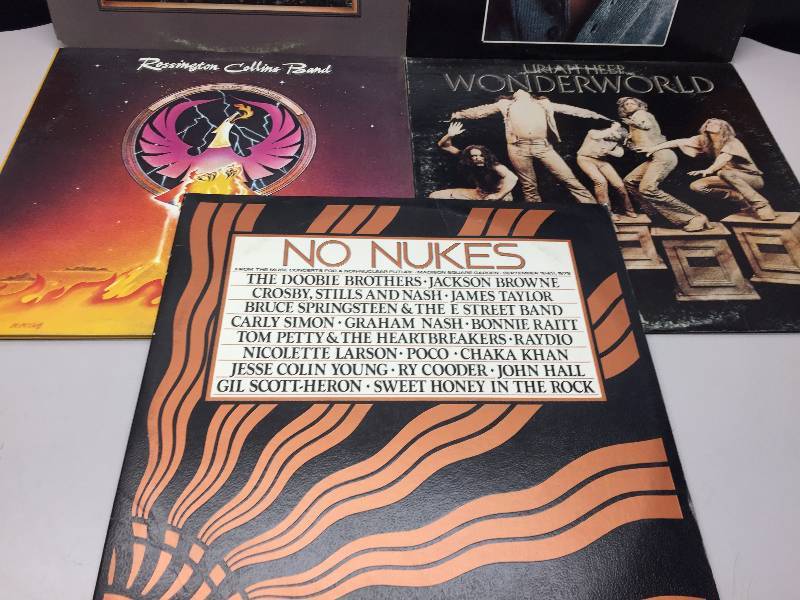 Rossington Collins Band
URIAH HEEP
WONDERWORLD
NO NUKES
FROM THE MUSE CONCERTS FOR A NON-NUCLEAR FUTURE • MADISON SQUARE GARDEN • SEPTEMBER 19-23, 1979
THE DOOBIE BROTHERS • JACKSON BROWNE
CROSBY, STILLS AND NASH • JAMES TAYLOR
BRUCE SPRINGSTEEN & THE E STREET BAND
CARLY SIMON • GRAHAM NASH • BONNIE RAITT
TOM PETTY & THE HEARTBREAKERS • RAYDIO
NICOLETTE LARSON • POCO • CHAKA KHAN
JESSE COLIN YOUNG • RY COODER • JOHN HALL
GIL SCOTT-HERON • SWEET HONEY IN THE ROCK